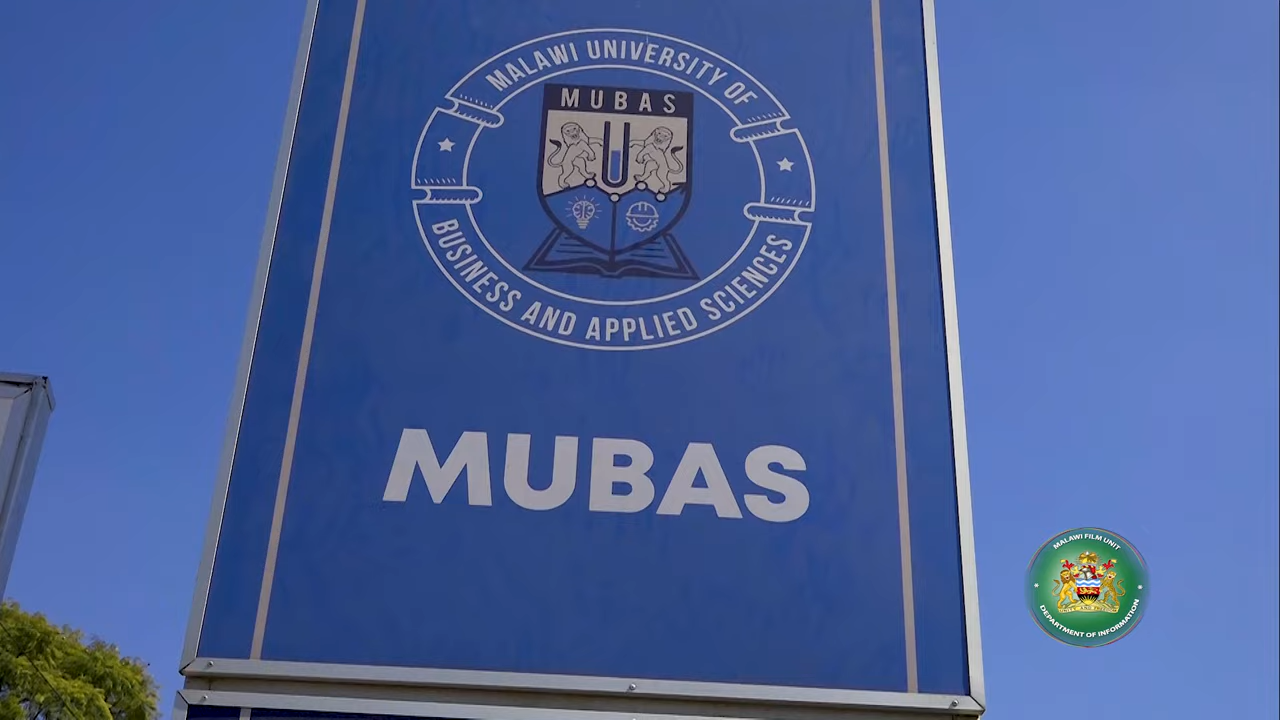 MALAWI UNIVERSITY OF
MUBAS
BUSINESS AND APPLIED SCIENCES
MUBAS
MALAWI FILM UNIT
DEPARTMENT OF INFORMATION